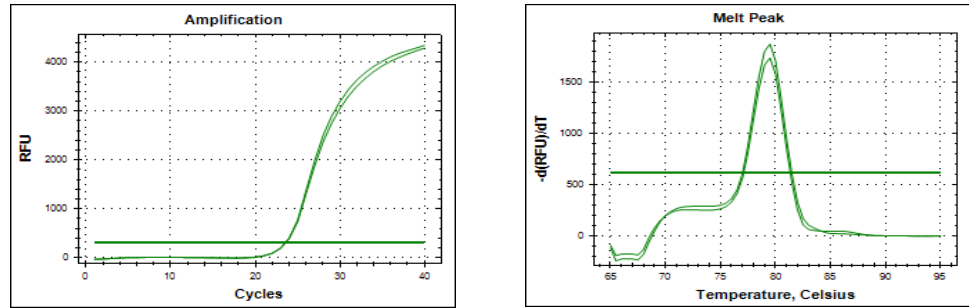 Amplification
RFU
4000
3000
2000
1000
0
0 10 20 30 40
Cycles
Melt Peak
-d(RFU)/dT
1500
1000
500
0
65 70 75 80 85 90 95
Temperature, Celsius